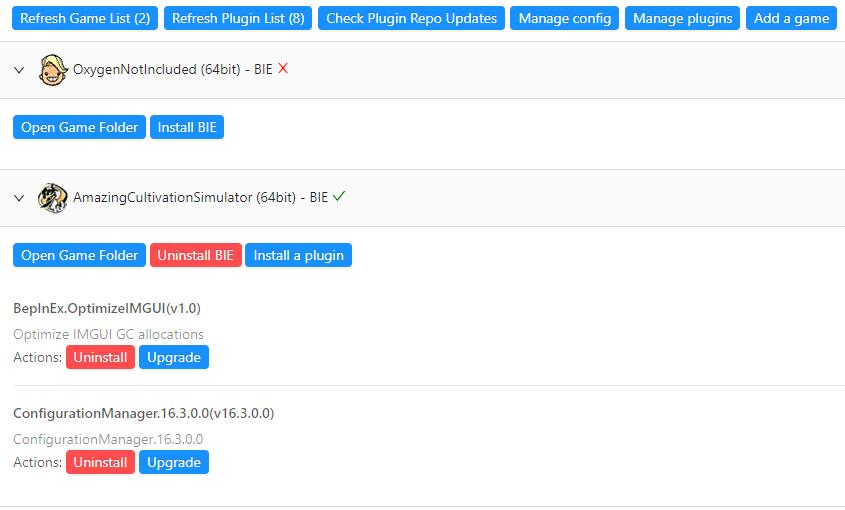 Refresh Game List (2) Refresh Plugin List (8) Check Plugin Repo Updates Manage config Manage plugins Add a game
OxygenNotIncluded (64bit) - BIE
Open Game Folder Install BIE
AmazingCultivationSimulator (64bit) - BIE
Open Game Folder Uninstall BIE Install a plugin
BepInEx.OptimizeIMGUI(v1.0)
Optimize IMGUI GC allocations
Actions: Uninstall Upgrade
ConfigurationManager.16.3.0.0(v16.3.0.0)
ConfigurationManager.16.3.0.0
Actions: Uninstall Upgrade